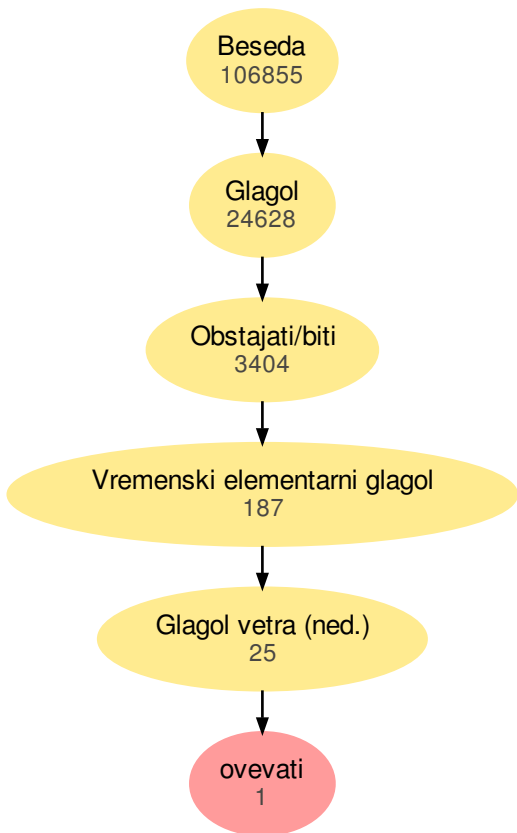 Beseda
106855
Glagol
24628
Obstajati/biti
3404
Vremenski elementarni glagol
187
Glagol vetra (ned.)
25
ovevati
1